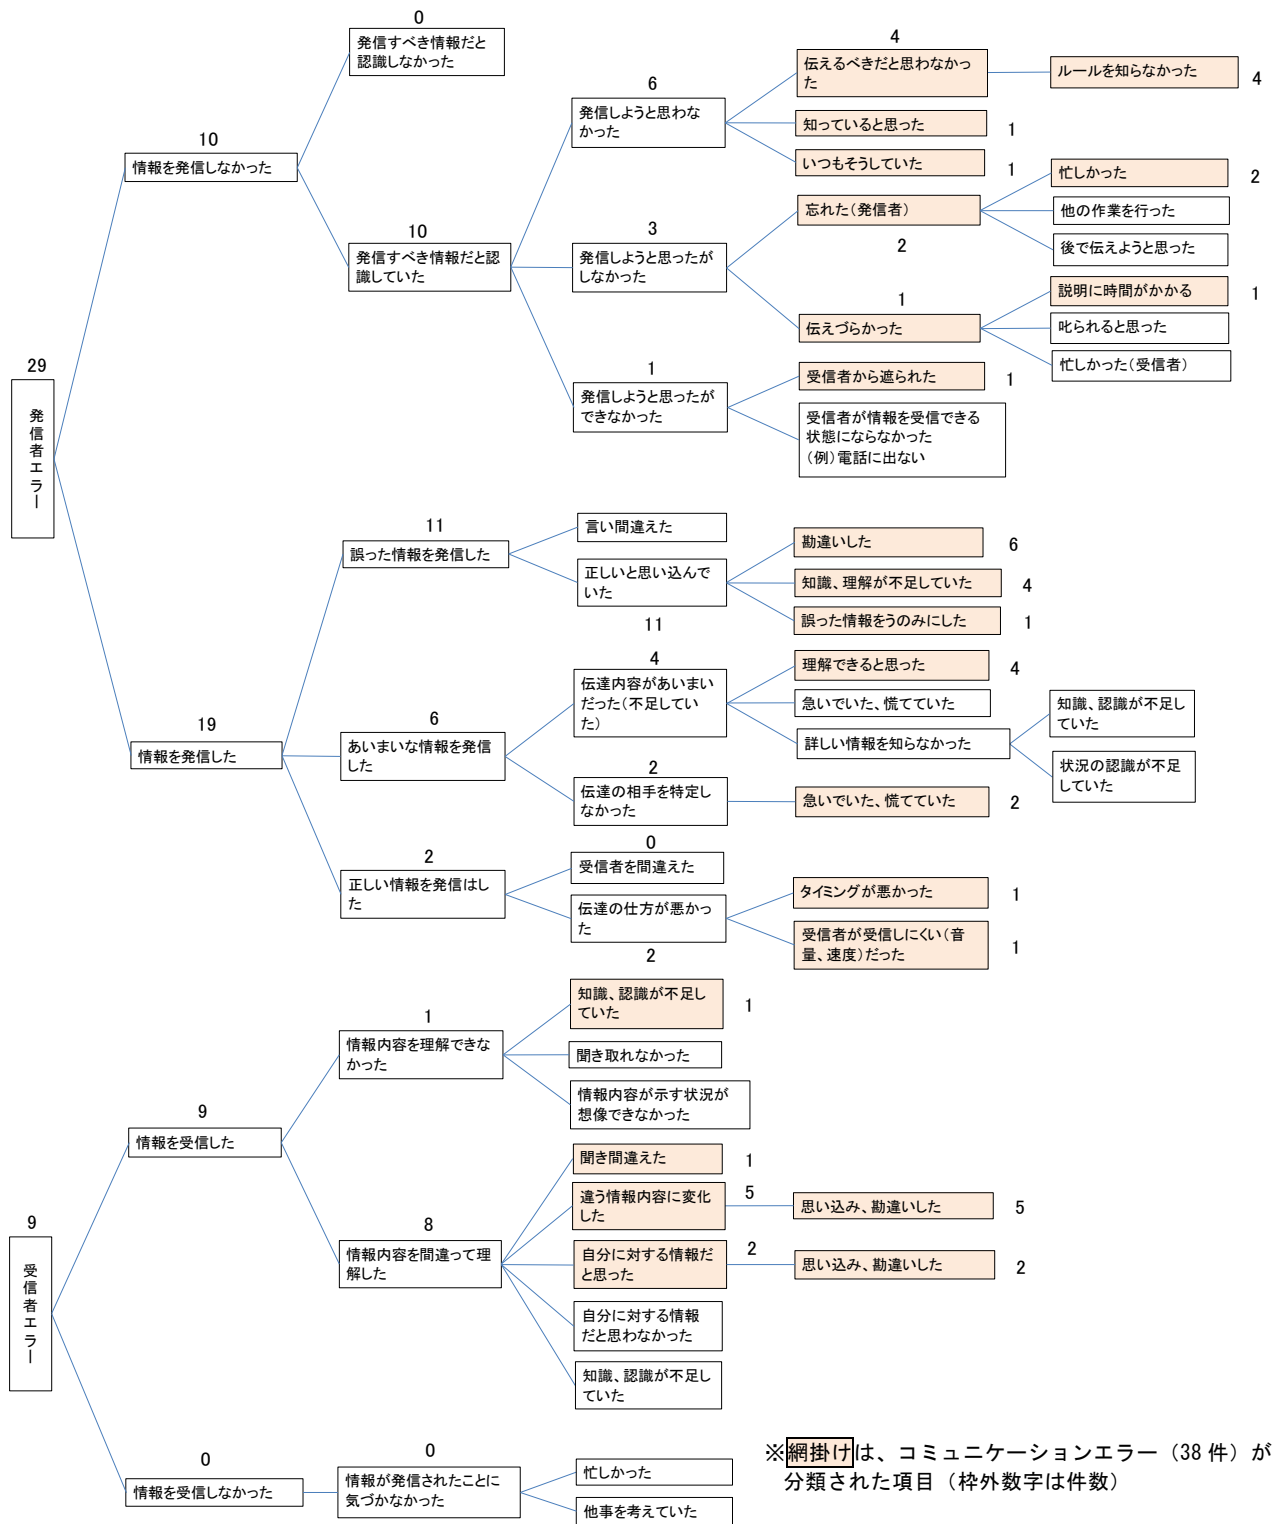 0
発信すべき情報だと
認識しなかった
4
伝えるべきだと思わなかっ
た
ルールを知らなかった
4
6
発信しようと思わな
かった
知っていると思った
1
いつもそうしていた
1
10
情報を発信しなかった
忙しかった
2
忘れた(発信者)
他の作業を行った
2
後で伝えようと思った
10
発信すべき情報だと認
識していた
3
発信しようと思ったが
しなかった
説明に時間がかかる
1
1
伝えづらかった
叱られると思った
忙しかった(受信者)
29
発信者エラー
1
発信しようと思ったが
できなかった
受信者から遮られた
1
受信者が情報を受信できる
状態にならなかった
(例)電話に出ない
11
誤った情報を発信した
言い間違えた
正しいと思い込んで
いた
11
勘違いした
6
知識、理解が不足していた
4
誤った情報をうのみにした
1
19
情報を発信した
6
あいまいな情報を発信
した
4
伝達内容があいまい
だった(不足してい
た)
理解できると思った
4
急いでいた、慌てていた
詳しい情報を知らなかった
知識、認識が不足し
ていた
状況の認識が不足
していた
2
伝達の相手を特定し
なかった
急いでいた、慌てていた
2
2
正しい情報を発信はし
た
0
受信者を間違えた
伝達の仕方が悪かっ
た
2
タイミングが悪かった
1
受信者が受信しにくい(音
量、速度)だった
1
9
受信者エラー
9
情報を受信した
1
情報内容を理解できな
かった
知識、認識が不足し
ていた
1
聞き取れなかった
情報内容が示す状況が
想像できなかった
8
情報内容を間違って理
解した
聞き間違えた
1
違う情報内容に変化
した
5
思い込み、勘違いした
5
自分に対する情報だ
と思った
2
思い込み、勘違いした
2
自分に対する情報
だと思わなかった
知識、認識が不足し
ていた
0
情報を受信しなかった
0
情報が発信されたことに
気づかなかった
忙しかった
他事を考えていた
※網掛けは、コミュニケーションエラー（38 件）が
分類された項目（枠外数字は件数）